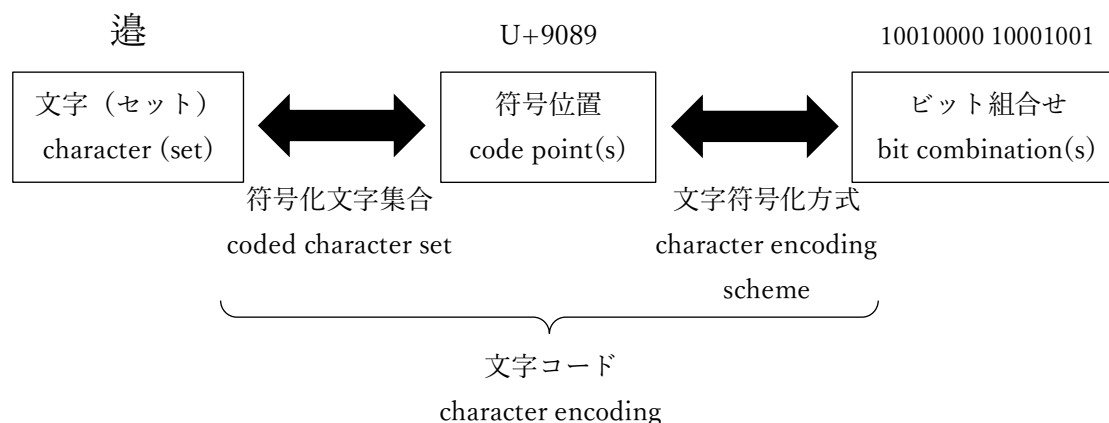 邉
U+9089
10010000 10001001
文字（セット）
character (set)
符号位置
code point(s)
ビット組合せ
bit combination(s)
符号化文字集合
coded character set
文字符号化方式
character encoding
scheme
文字コード
character encoding